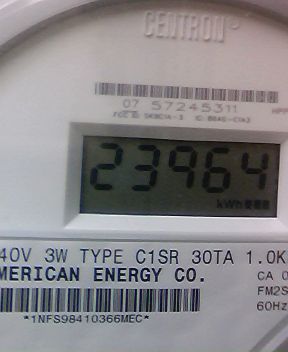 CENTRON
07 57245311
23964
kWh
40V 3W TYPE C1SR 30TA 1.0K
MERICAN ENERGY CO.
CA 0
FM2S
60Hz
*1NFS98410366MEC*